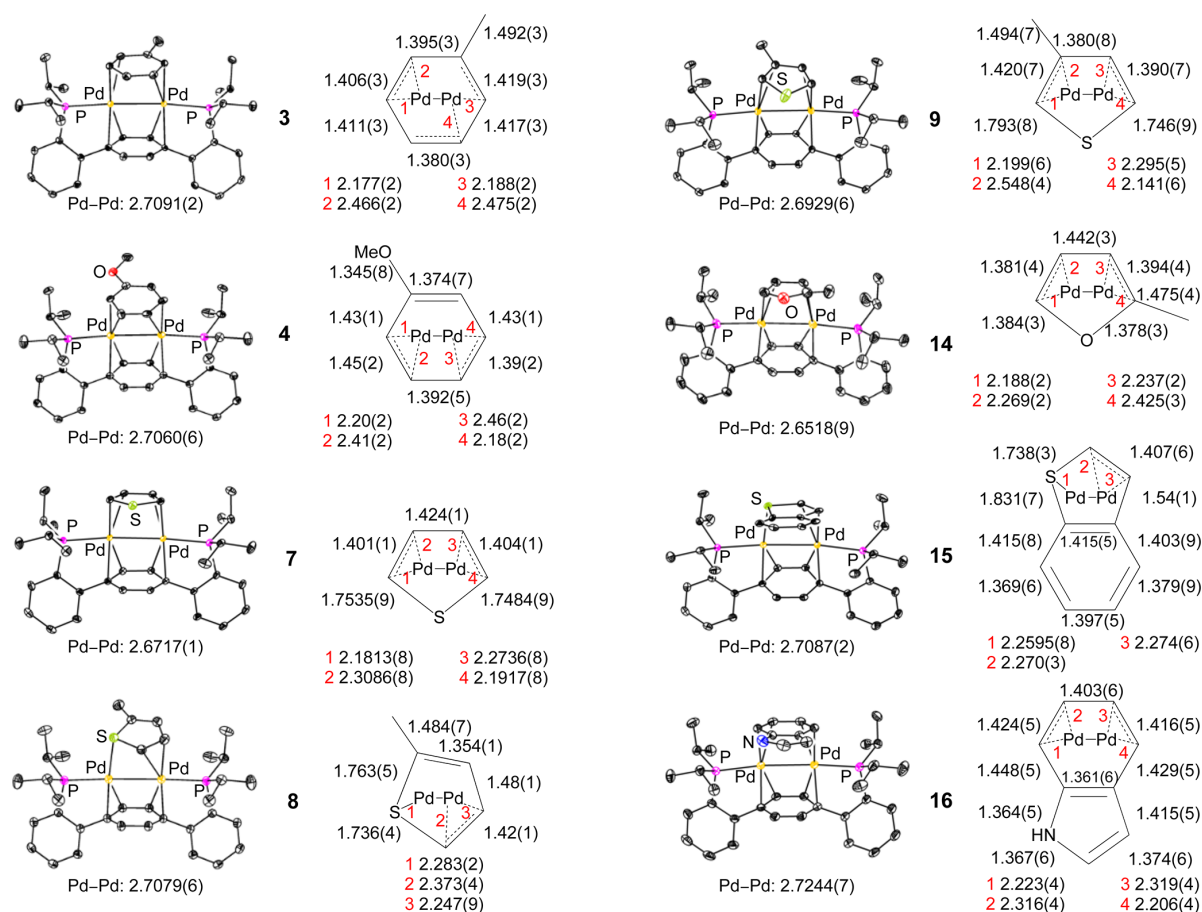 1.492(3)
1.395(3)
1.406(3)
2
1.419(3)
Pd
Pd
P
P
3
1
Pd
Pd
3
4
1.411(3)
1.417(3)
1.380(3)
1 2.177(2)
3 2.188(2)
2 2.466(2)
4 2.475(2)
Pd–Pd: 2.7091(2)
1.494(7)
1.380(8)
S
1.420(7)
2
3
1.390(7)
Pd
Pd
P
P
9
1
Pd
Pd
4
1.793(8)
S
1.746(9)
1 2.199(6)
3 2.295(5)
2 2.548(4)
4 2.141(6)
Pd–Pd: 2.6929(6)
MeO
O
1.345(8)
1.374(7)
1.43(1)
1
4
1.43(1)
Pd
Pd
P
P
4
Pd
Pd
2
3
1.45(2)
1.39(2)
1.392(5)
1 2.20(2)
3 2.46(2)
2 2.41(2)
4 2.18(2)
Pd–Pd: 2.7060(6)
1.442(3)
1.381(4)
2
3
1.394(4)
Pd
Pd
O
P
P
14
1
Pd
Pd
4
1.475(4)
1.384(3)
O
1.378(3)
1 2.188(2)
3 2.237(2)
2 2.269(2)
4 2.425(3)
Pd–Pd: 2.6518(9)
S
Pd
Pd
P
P
7
1.424(1)
1.401(1)
2
3
1.404(1)
1
Pd
Pd
4
1.7535(9)
S
1.7484(9)
1 2.1813(8)
3 2.2736(8)
2 2.3086(8)
4 2.1917(8)
Pd–Pd: 2.6717(1)
1.738(3)
1.407(6)
2
S
1
3
S
Pd
Pd
P
P
15
Pd
Pd
1.831(7)
1.54(1)
1.415(8)
1.415(5)
1.403(9)
1.369(6)
1.379(9)
1.397(5)
1 2.2595(8)
3 2.274(6)
2 2.270(3)
Pd–Pd: 2.7087(2)
S
Pd
Pd
P
P
8
1.484(7)
1.354(1)
1.763(5)
1.48(1)
Pd
Pd
S
1
2
3
1.736(4)
1.42(1)
1 2.283(2)
2 2.373(4)
3 2.247(9)
Pd–Pd: 2.7079(6)
N
Pd
Pd
P
P
16
1.403(6)
1.424(5)
2
3
1.416(5)
1
Pd
Pd
4
1.448(5)
1.361(6)
1.429(5)
1.364(5)
1.415(5)
HN
1.367(6)
1.374(6)
1 2.223(4)
3 2.319(4)
2 2.316(4)
4 2.206(4)
Pd–Pd: 2.7244(7)